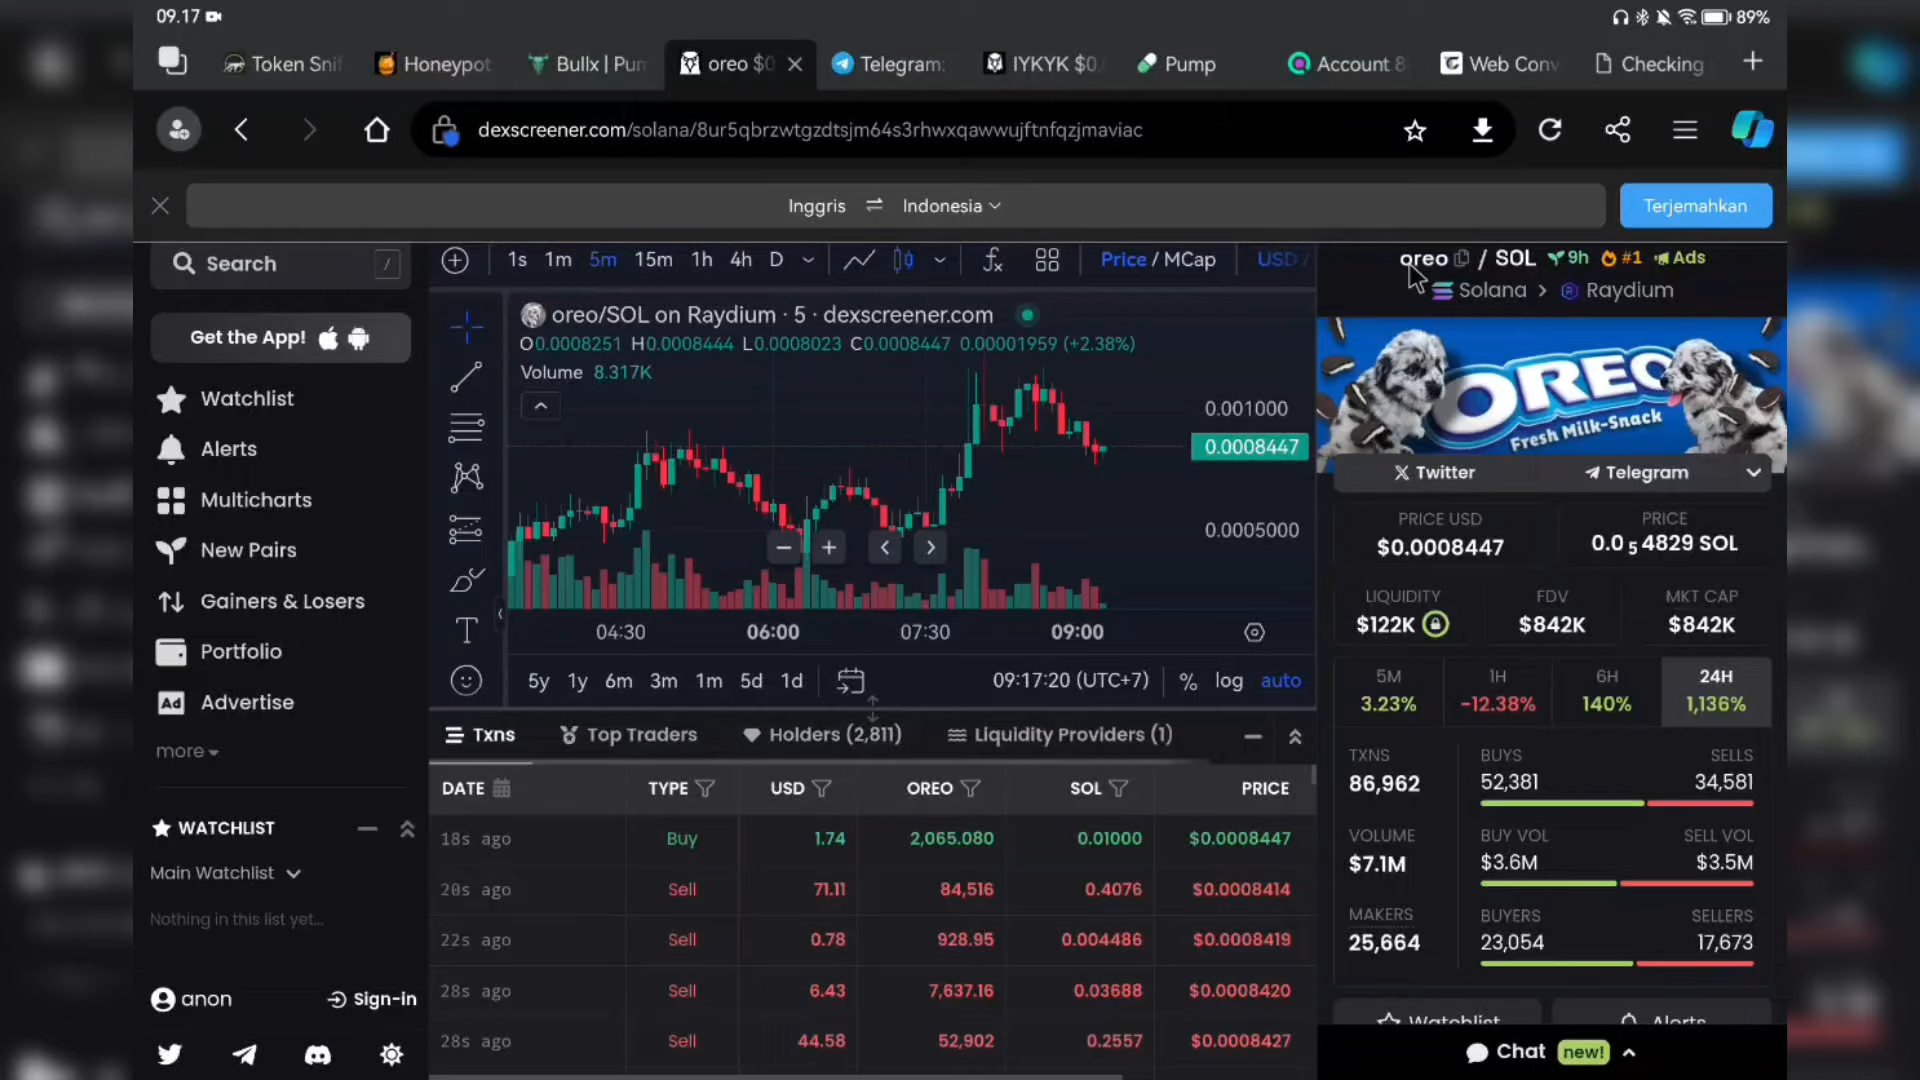 09.17
89%
Token Snif
Honeypot
Bullx | Pum
oreo $0
Telegram:
IYKYK $0.
Pump
Account 8
Web Conv
Checking
dexscreener.com/solana/8ur5qbrzwtgzdtsjm64s3rhwxqawwujftnfqzjmaviac
Inggris
Indonesia
Terjemahkan
Search /
Get the App!
Watchlist
Alerts
Multicharts
New Pairs
Gainers & Losers
Portfolio
Ad Advertise
more
WATCHLIST
Main Watchlist
Nothing in this list yet...
anon
Sign-in
1s 1m 5m 15m 1h 4h D
Price / MCap
USD /
oreo/SOL on Raydium · 5 · dexscreener.com
O0.0008251 H0.0008444 L0.0008023 C0.0008447 0.00001959 (+2.38%)
Volume 8.317K
0.001000
0.0008447
0.0005000
04:30 06:00 07:30 09:00
5y 1y 6m 3m 1m 5d 1d
09:17:20 (UTC+7) % log auto
Txns
Top Traders
Holders (2,811)
Liquidity Providers (1)
DATE TYPE USD OREO SOL PRICE
18s ago Buy 1.74 2,065.080 0.01000 $0.0008447
20s ago Sell 71.11 84,516 0.4076 $0.0008414
22s ago Sell 0.78 928.95 0.004486 $0.0008419
28s ago Sell 6.43 7,637.16 0.03688 $0.0008420
28s ago Sell 44.58 52,902 0.2557 $0.0008427
oreo / SOL 9h #1 Ads
Solana > Raydium
OREO
Fresh Milk-Snack
Twitter
Telegram
PRICE USD
$0.0008447
PRICE
0.0₅4829 SOL
LIQUIDITY
$122K
FDV
$842K
MKT CAP
$842K
5M
3.23%
1H
-12.38%
6H
140%
24H
1,136%
TXNS
86,962
BUYS
52,381
SELLS
34,581
VOLUME
$7.1M
BUY VOL
$3.6M
SELL VOL
$3.5M
MAKERS
25,664
BUYERS
23,054
SELLERS
17,673
Watchlist
Alerts
Chat new!